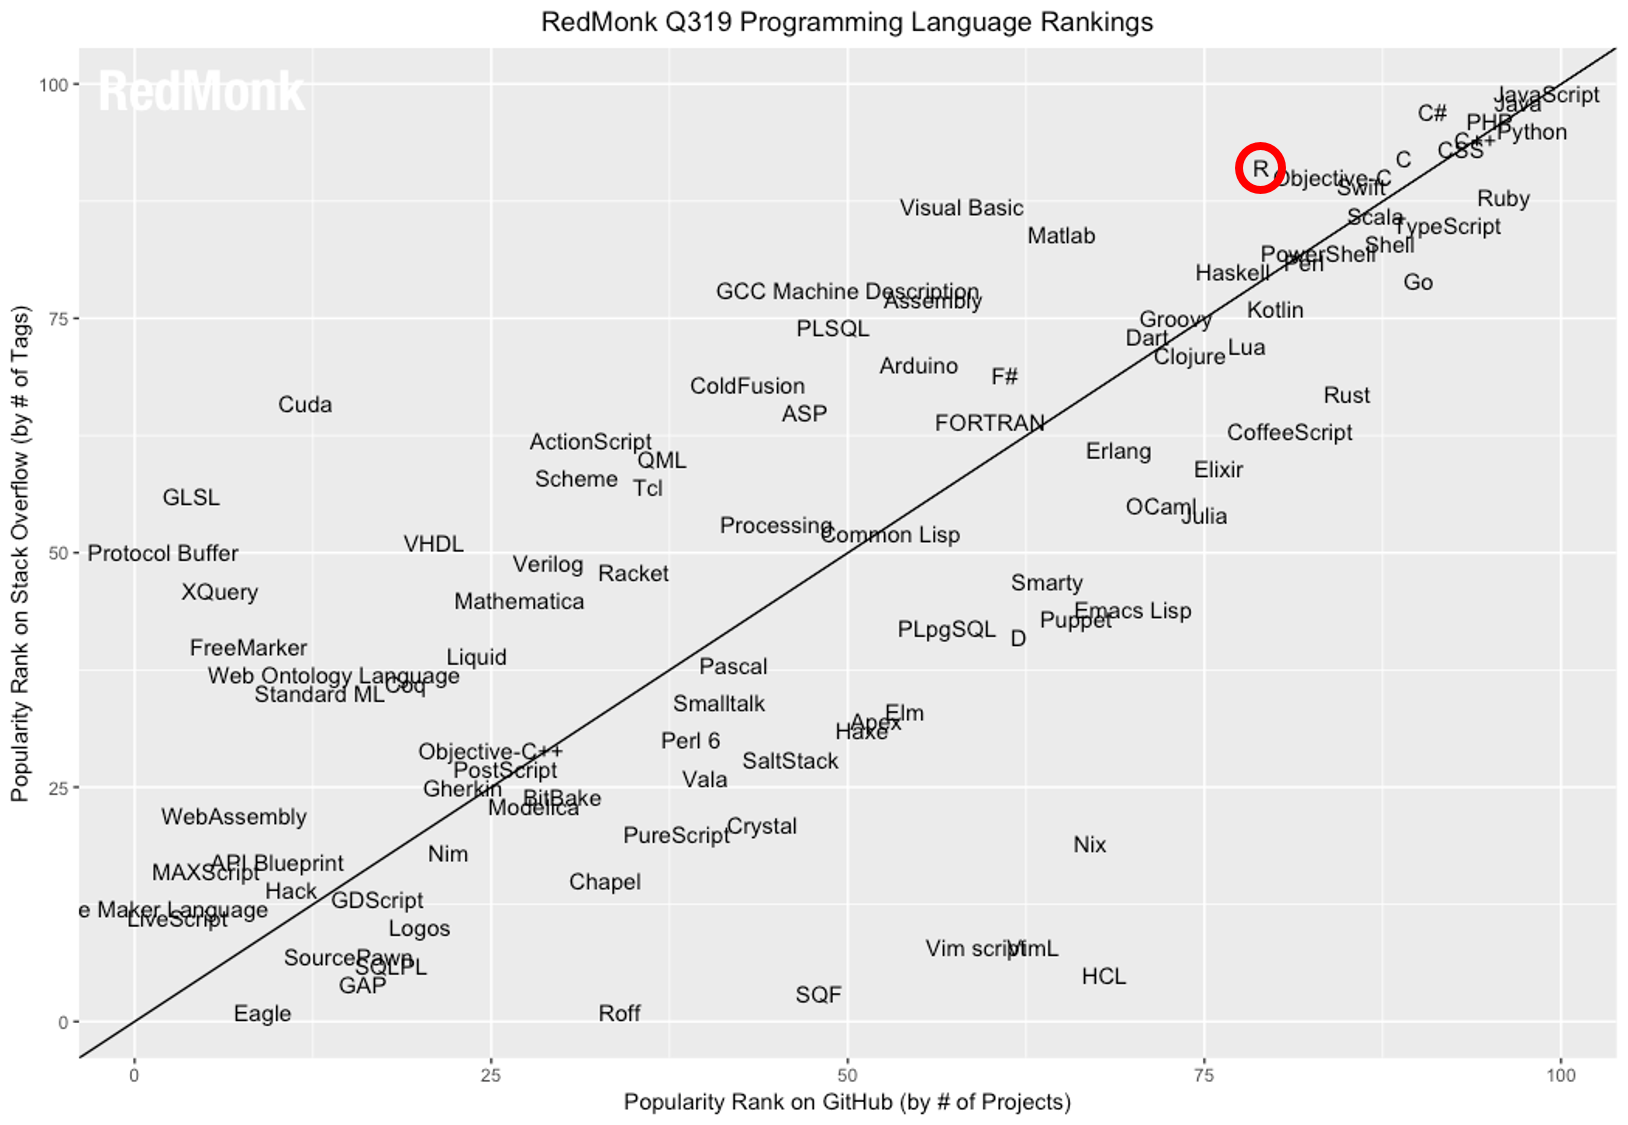 RedMonk Q319 Programming Language Rankings
RedMonk
100
75
50
25
0
Popularity Rank on Stack Overflow (by # of Tags)
JavaScript
Java
C#
PHP
Python
C++
CSS
C
R
Objective-C
Swift
Ruby
Visual Basic
Scala
TypeScript
Matlab
Shell
PowerShell
Perl
Haskell
Go
GCC Machine Description
Assembly
Kotlin
Groovy
PLSQL
Dart
Lua
Clojure
Arduino
F#
ColdFusion
Rust
Cuda
ASP
FORTRAN
CoffeeScript
ActionScript
Erlang
QML
Elixir
Scheme
Tcl
GLSL
OCaml
Julia
Processing
Common Lisp
VHDL
Protocol Buffer
Verilog
Racket
Smarty
XQuery
Mathematica
Emacs Lisp
Puppet
PLpgSQL
D
FreeMarker
Liquid
Pascal
Web Ontology Language
Coq
Standard ML
Smalltalk
Elm
Apex
Haxe
Perl 6
Objective-C++
SaltStack
PostScript
Vala
Gherkin
BitBake
Modelica
WebAssembly
Crystal
PureScript
Nix
Nim
API Blueprint
MAXScript
Chapel
Hack
GDScript
e Maker Language
LiveScript
Logos
Vim script
VimL
SourcePawn
SQLPL
HCL
GAP
SQF
Eagle
Roff
0
25
50
75
100
Popularity Rank on GitHub (by # of Projects)